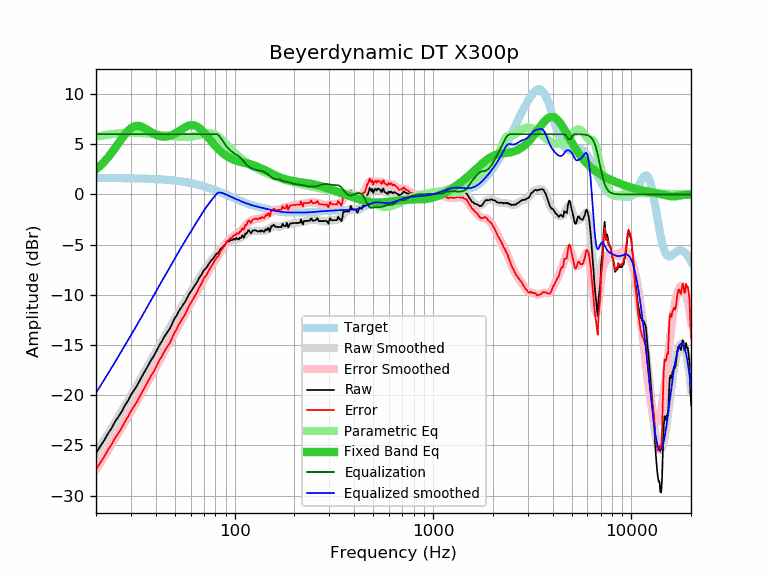 Beyerdynamic DT X300p
10
5
0
−5
−10
−15
−20
−25
−30
Amplitude (dBr)
Target
Raw Smoothed
Error Smoothed
Raw
Error
Parametric Eq
Fixed Band Eq
Equalization
Equalized smoothed
100
1000
10000
Frequency (Hz)